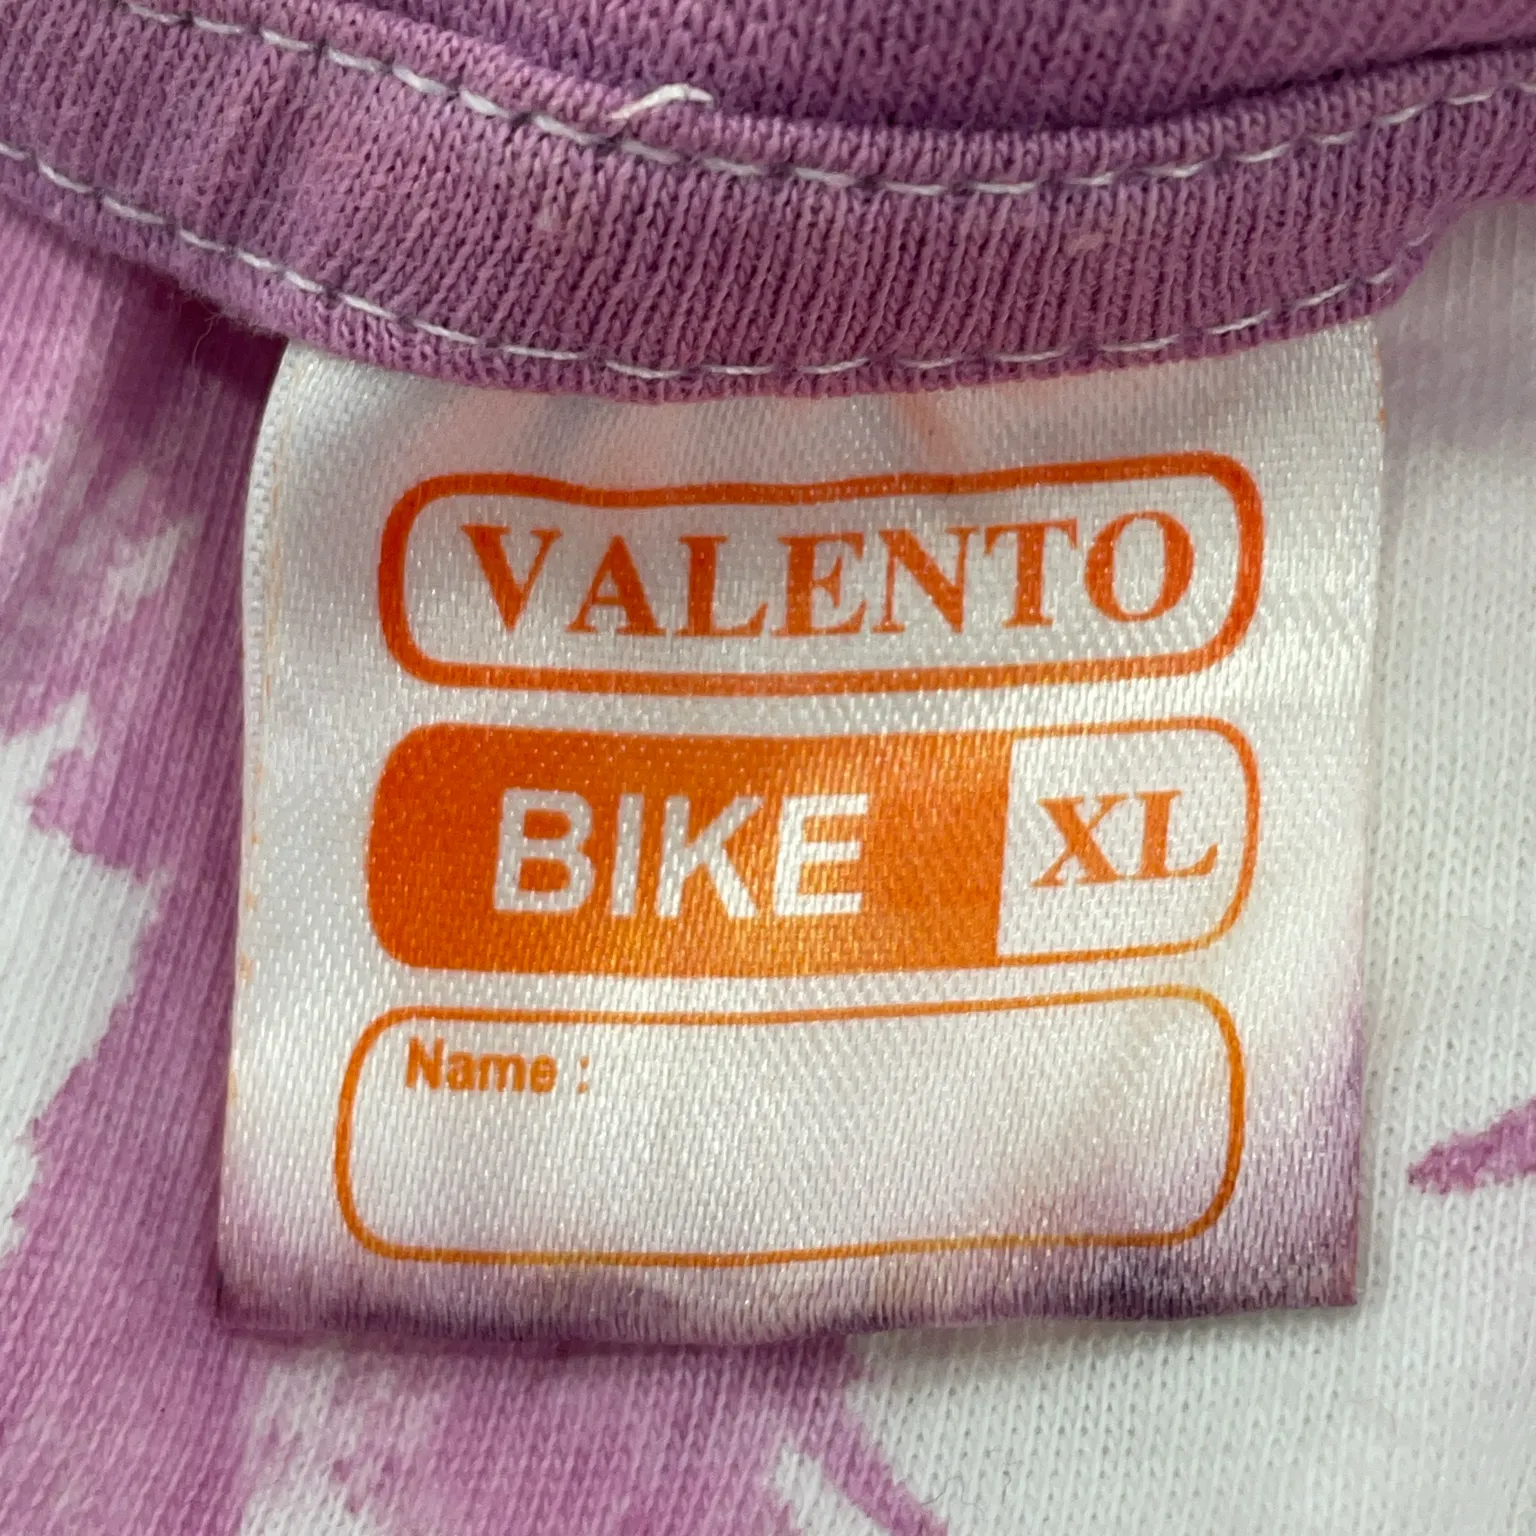 VALENTO
BIKE XL
Name :